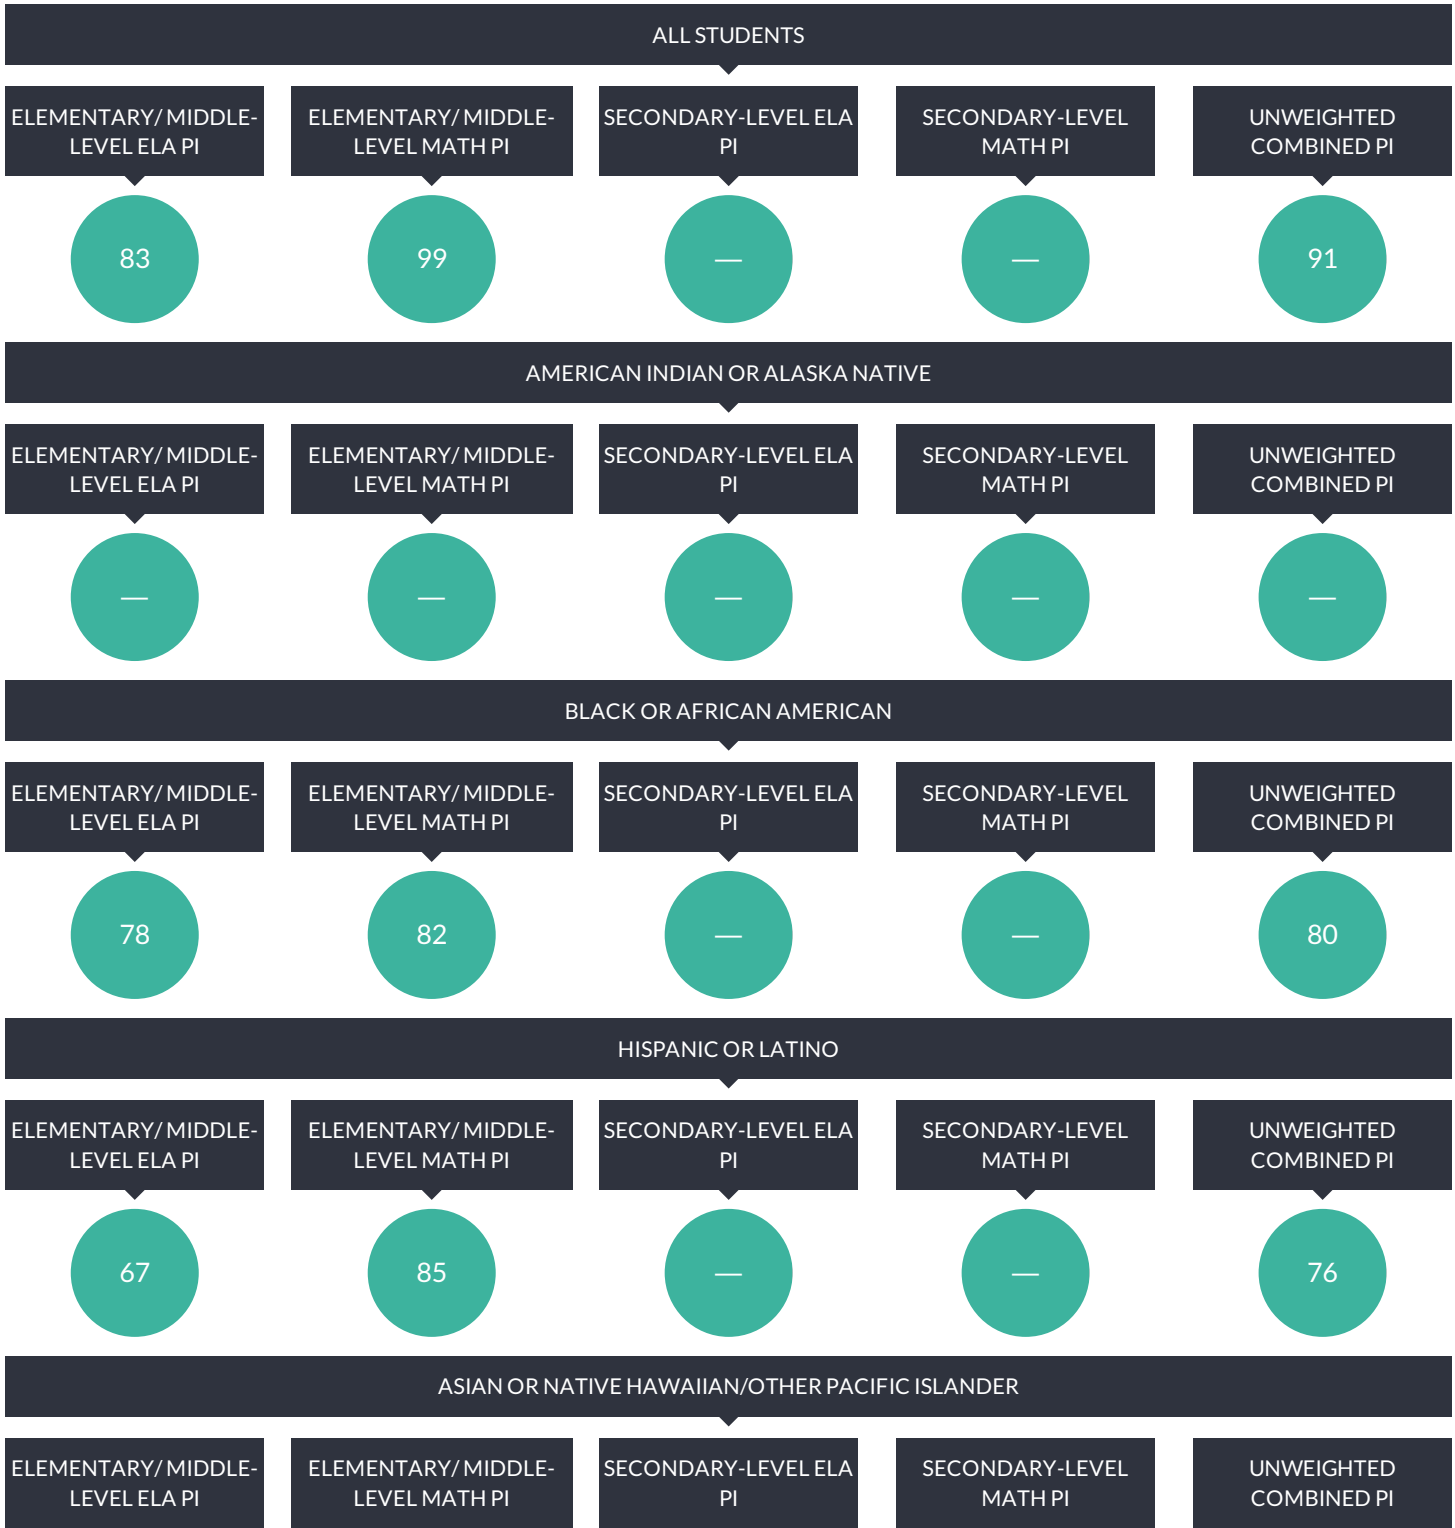 ALL STUDENTS
ELEMENTARY/ MIDDLE-
LEVEL ELA PI
ELEMENTARY/ MIDDLE-
LEVEL MATH PI
SECONDARY-LEVEL ELA
PI
SECONDARY-LEVEL
MATH PI
UNWEIGHTED
COMBINED PI
83
99
—
—
91
AMERICAN INDIAN OR ALASKA NATIVE
ELEMENTARY/ MIDDLE-
LEVEL ELA PI
ELEMENTARY/ MIDDLE-
LEVEL MATH PI
SECONDARY-LEVEL ELA
PI
SECONDARY-LEVEL
MATH PI
UNWEIGHTED
COMBINED PI
—
—
—
—
—
BLACK OR AFRICAN AMERICAN
ELEMENTARY/ MIDDLE-
LEVEL ELA PI
ELEMENTARY/ MIDDLE-
LEVEL MATH PI
SECONDARY-LEVEL ELA
PI
SECONDARY-LEVEL
MATH PI
UNWEIGHTED
COMBINED PI
78
82
—
—
80
HISPANIC OR LATINO
ELEMENTARY/ MIDDLE-
LEVEL ELA PI
ELEMENTARY/ MIDDLE-
LEVEL MATH PI
SECONDARY-LEVEL ELA
PI
SECONDARY-LEVEL
MATH PI
UNWEIGHTED
COMBINED PI
67
85
—
—
76
ASIAN OR NATIVE HAWAIIAN/OTHER PACIFIC ISLANDER
ELEMENTARY/ MIDDLE-
LEVEL ELA PI
ELEMENTARY/ MIDDLE-
LEVEL MATH PI
SECONDARY-LEVEL ELA
PI
SECONDARY-LEVEL
MATH PI
UNWEIGHTED
COMBINED PI